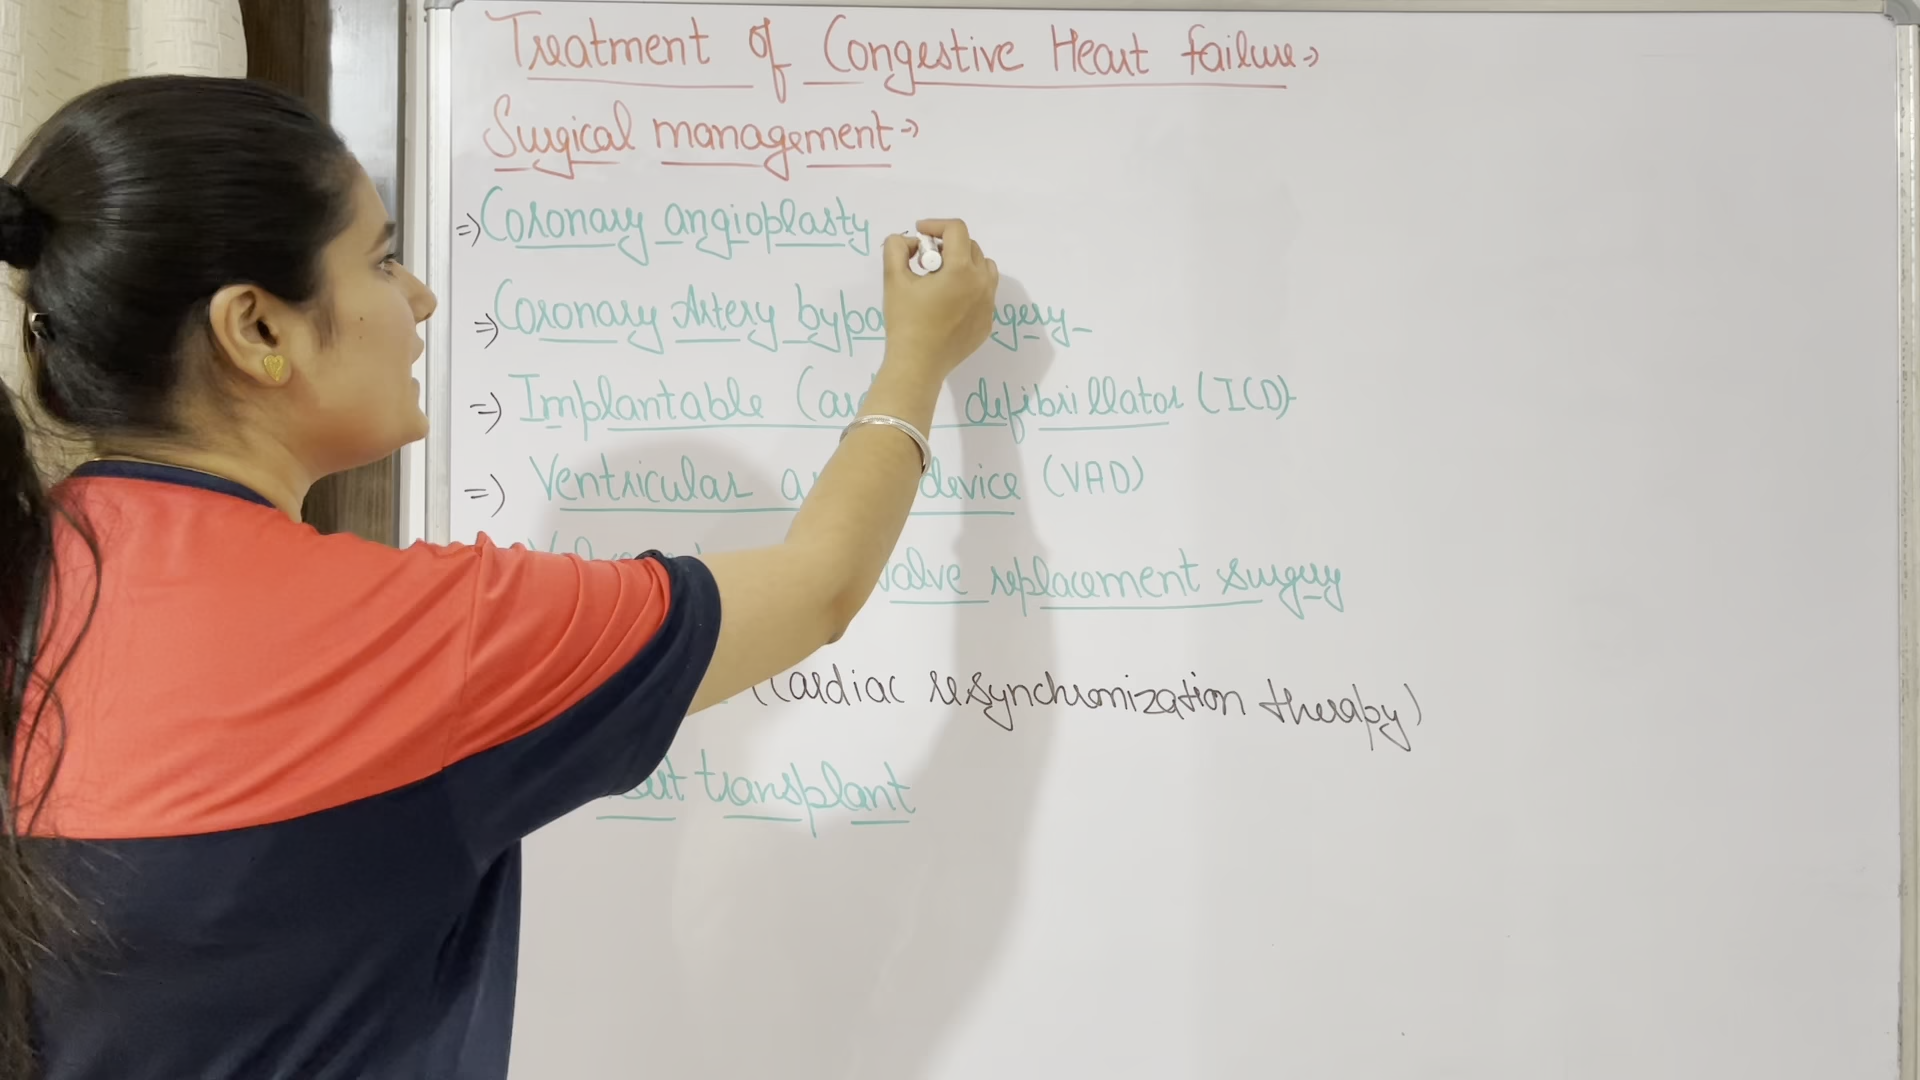 Treatment of Congestive Heart failure →
Surgical management →
⇒ Coronary angioplasty -
⇒ Coronary Artery
⇒ Implantable defibrillator (ICD)-
⇒ Ventricular device (VAD)
valve replacement surgery
(Cardiac resynchronization therapy)
transplant